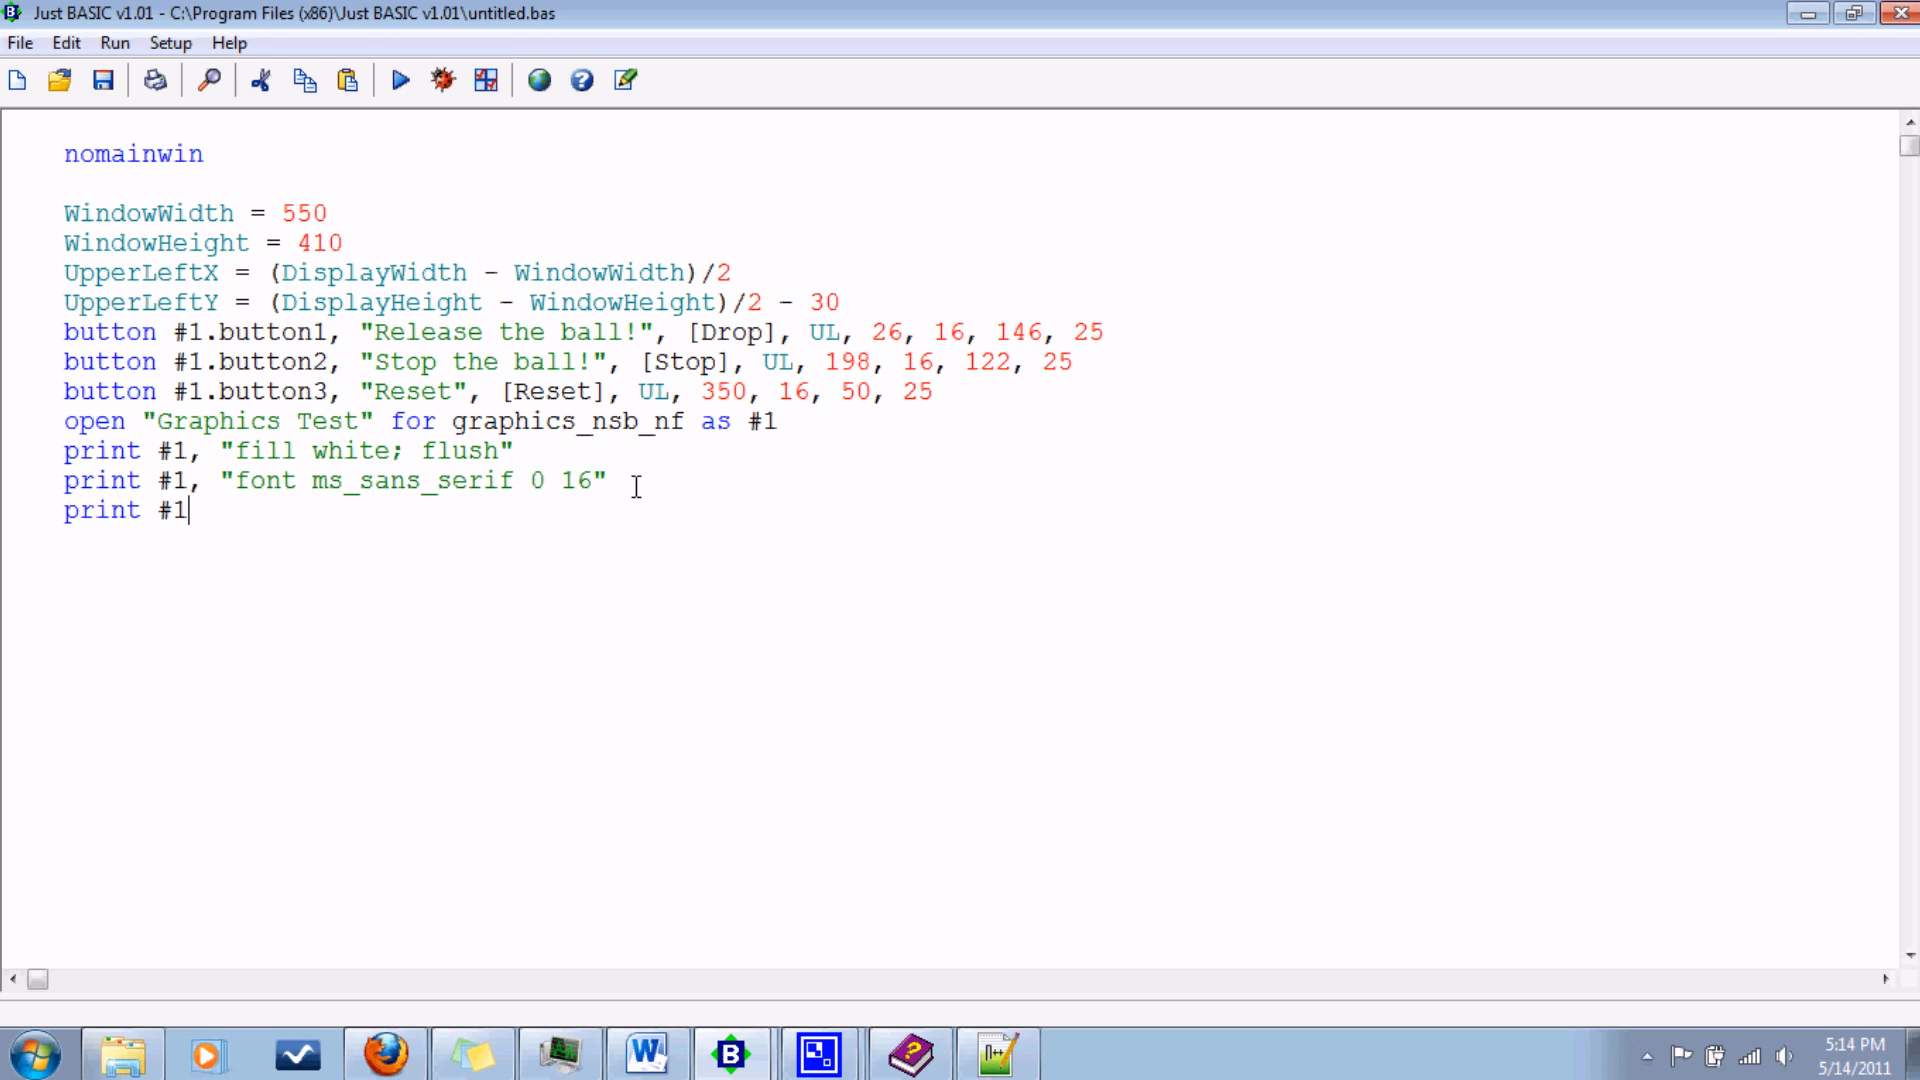 Just BASIC v1.01 - C:\Program Files (x86)\Just BASIC v1.01\untitled.bas
File Edit Run Setup Help
nomainwin
WindowWidth = 550
WindowHeight = 410
UpperLeftX = (DisplayWidth - WindowWidth)/2
UpperLeftY = (DisplayHeight - WindowHeight)/2 - 30
button #1.button1, "Release the ball!", [Drop], UL, 26, 16, 146, 25
button #1.button2, "Stop the ball!", [Stop], UL, 198, 16, 122, 25
button #1.button3, "Reset", [Reset], UL, 350, 16, 50, 25
open "Graphics Test" for graphics_nsb_nf as #1
print #1, "fill white; flush"
print #1, "font ms_sans_serif 0 16"
print #1
5:14 PM
5/14/2011